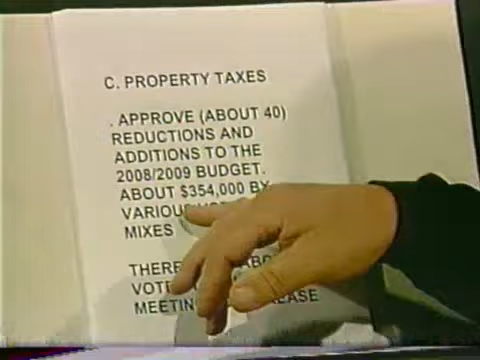 C. PROPERTY TAXES
. APPROVE (ABOUT 40)
REDUCTIONS AND
ADDITIONS TO THE
2008/2009 BUDGET.
ABOUT $354,000 BY
VARIOUS
MIXES
THERE
VOTE
MEETIN